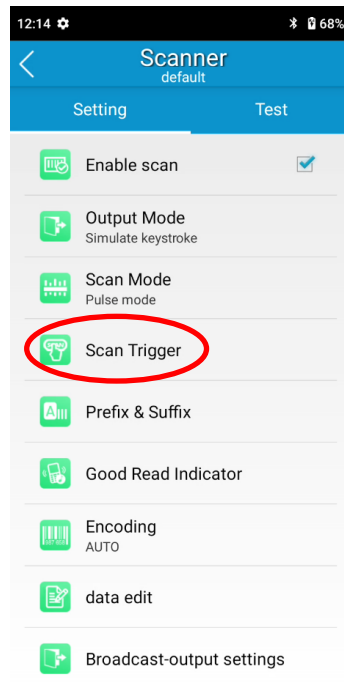 12:14 68%
Scanner
default
Setting Test
Enable scan
Output Mode
Simulate keystroke
Scan Mode
Pulse mode
Scan Trigger
Prefix & Suffix
Good Read Indicator
Encoding
AUTO
data edit
Broadcast-output settings